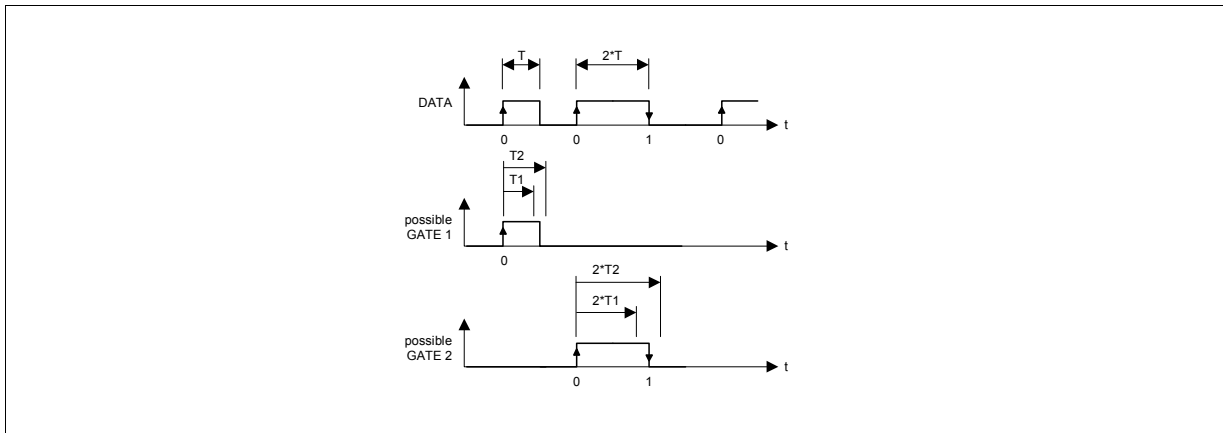 T 2*T
DATA
t
0 0 1 0
T2
T1
possible
GATE 1
t
0
2*T2
2*T1
possible
GATE 2
t
0 1